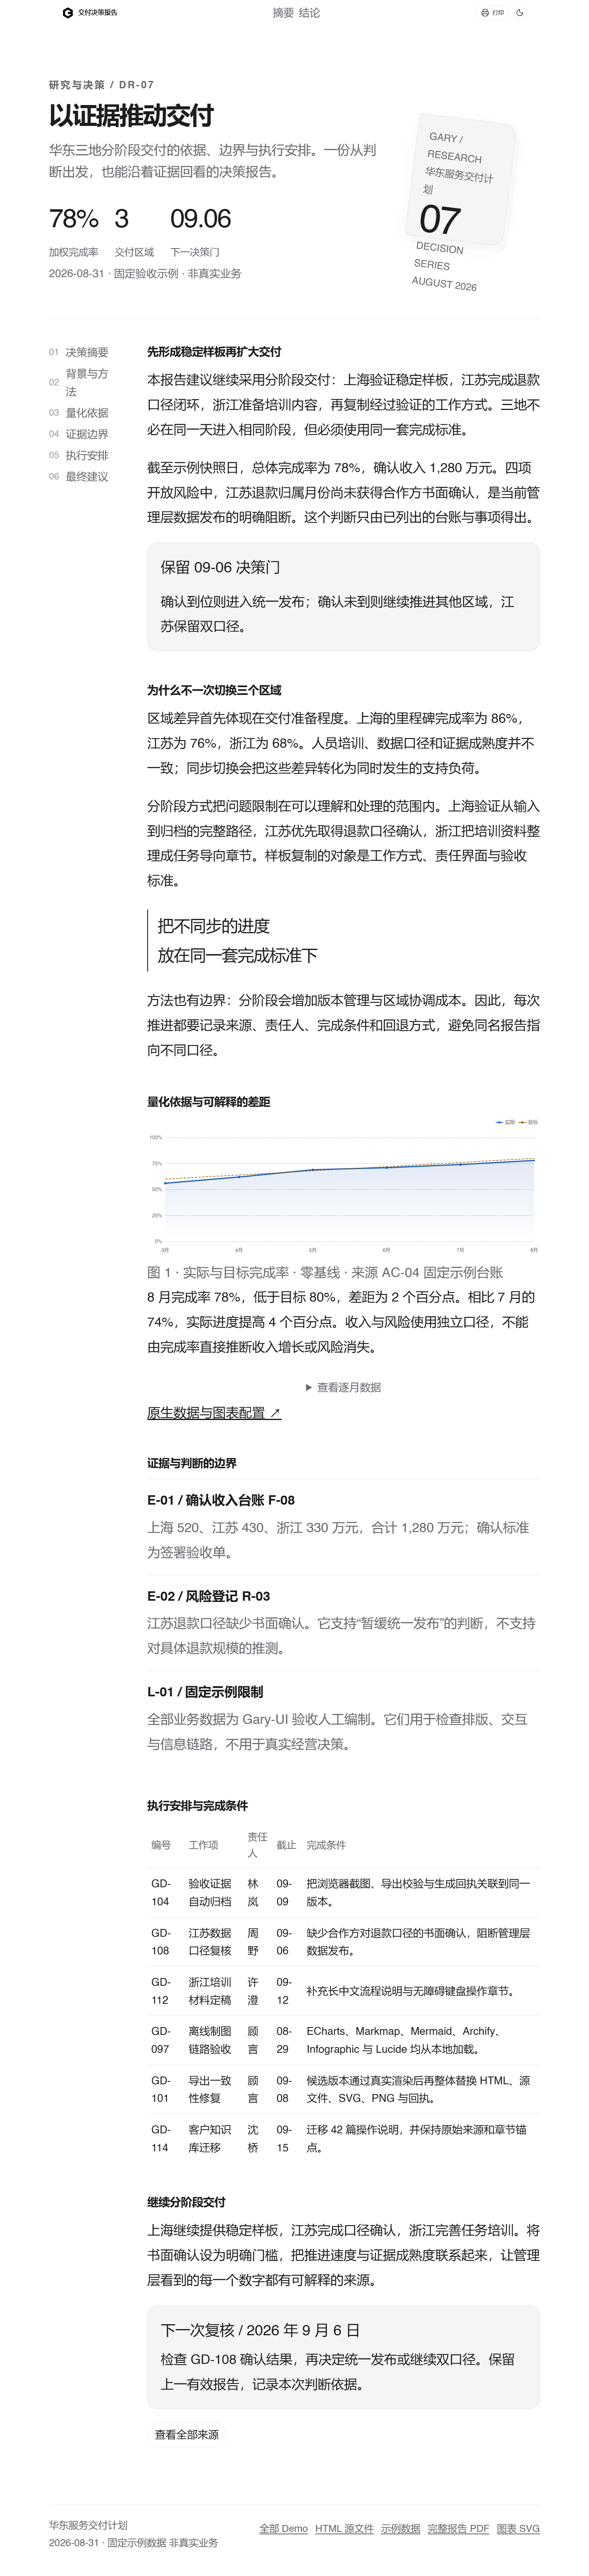 交付决策报告
摘要 结论
打印
研究与决策 / DR-07
以证据推动交付
华东三地分阶段交付的依据、边界与执行安排。一份从判
断出发，也能沿着证据回看的决策报告。
78% 3 09.06
加权完成率 交付区域 下一决策门
2026-08-31 · 固定验收示例 · 非真实业务
GARY /
RESEARCH
华东服务交付计
划
07
DECISION
SERIES
AUGUST 2026
01 决策摘要
02 背景与方
法
03 量化依据
04 证据边界
05 执行安排
06 最终建议
先形成稳定样板再扩大交付
本报告建议继续采用分阶段交付：上海验证稳定样板，江苏完成退款
口径闭环，浙江准备培训内容，再复制经过验证的工作方式。三地不
必在同一天进入相同阶段，但必须使用同一套完成标准。
截至示例快照日，总体完成率为 78%，确认收入 1,280 万元。四项
开放风险中，江苏退款归属月份尚未获得合作方书面确认，是当前管
理层数据发布的明确阻断。这个判断只由已列出的台账与事项得出。
保留 09-06 决策门
确认到位则进入统一发布；确认未到则继续推进其他区域，江
苏保留双口径。
为什么不一次切换三个区域
区域差异首先体现在交付准备程度。上海的里程碑完成率为 86%，
江苏为 76%，浙江为 68%。人员培训、数据口径和证据成熟度并不
一致；同步切换会把这些差异转化为同时发生的支持负荷。
分阶段方式把问题限制在可以理解和处理的范围内。上海验证从输入
到归档的完整路径，江苏优先取得退款口径确认，浙江把培训资料整
理成任务导向章节。样板复制的对象是工作方式、责任界面与验收
标准。
把不同步的进度
放在同一套完成标准下
方法也有边界：分阶段会增加版本管理与区域协调成本。因此，每次
推进都要记录来源、责任人、完成条件和回退方式，避免同名报告指
向不同口径。
量化依据与可解释的差距
实际 目标
100%
75%
50%
25%
0%
3月 4月 5月 6月 7月 8月
图 1 · 实际与目标完成率 · 零基线 · 来源 AC-04 固定示例台账
8 月完成率 78%，低于目标 80%，差距为 2 个百分点。相比 7 月的
74%，实际进度提高 4 个百分点。收入与风险使用独立口径，不能
由完成率直接推断收入增长或风险消失。
▶ 查看逐月数据
原生数据与图表配置 ↗
证据与判断的边界
E-01 / 确认收入台账 F-08
上海 520、江苏 430、浙江 330 万元，合计 1,280 万元；确认标准
为签署验收单。
E-02 / 风险登记 R-03
江苏退款口径缺少书面确认。它支持“暂缓统一发布”的判断，不支持
对具体退款规模的推测。
L-01 / 固定示例限制
全部业务数据为 Gary-UI 验收人工编制。它们用于检查排版、交互
与信息链路，不用于真实经营决策。
执行安排与完成条件
编号 工作项 责任人 截止 完成条件
GD-104 验收证据自动归档 林岚 09-09 把浏览器截图、导出校验与生成回执关联到同一版本。
GD-108 江苏数据口径复核 周野 09-06 缺少合作方对退款口径的书面确认，阻断管理层数据发布。
GD-112 浙江培训材料定稿 许澄 09-12 补充长中文流程说明与无障碍键盘操作章节。
GD-097 离线制图链路验收 顾言 08-29 ECharts、Markmap、Mermaid、Archify、Infographic 与 Lucide 均从本地加载。
GD-101 导出一致性修复 顾言 09-08 候选版本通过真实渲染后再整体替换 HTML、源文件、SVG、PNG 与回执。
GD-114 客户知识库迁移 沈桥 09-15 迁移 42 篇操作说明，并保持原始来源和章节锚点。
继续分阶段交付
上海继续提供稳定样板，江苏完成口径确认，浙江完善任务培训。将
书面确认设为明确门槛，把推进速度与证据成熟度联系起来，让管理
层看到的每一个数字都有可解释的来源。
下一次复核 / 2026 年 9 月 6 日
检查 GD-108 确认结果，再决定统一发布或继续双口径。保留
上一有效报告，记录本次判断依据。
查看全部来源
华东服务交付计划
2026-08-31 · 固定示例数据 非真实业务
全部 Demo HTML 源文件 示例数据 完整报告 PDF 图表 SVG